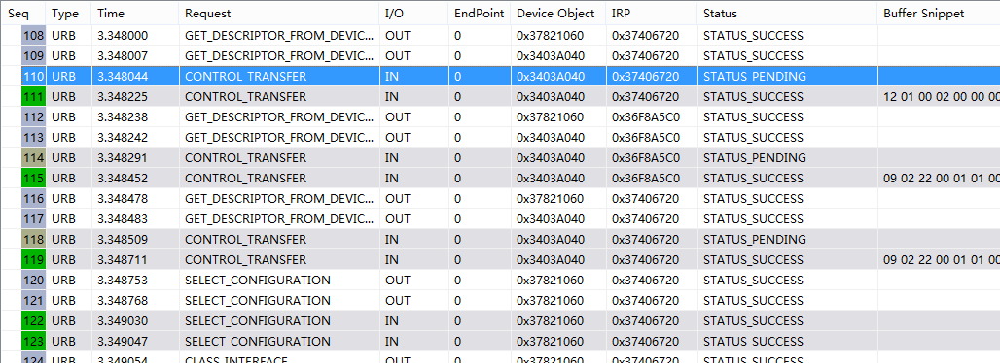 Seq Type Time Request I/O EndPoint Device Object IRP Status Buffer Snippet
108 URB 3.348000 GET_DESCRIPTOR_FROM_DEVIC... OUT 0 0x37821060 0x37406720 STATUS_SUCCESS
109 URB 3.348007 GET_DESCRIPTOR_FROM_DEVIC... OUT 0 0x37821060 0x37406720 STATUS_SUCCESS
110 URB 3.348044 CONTROL_TRANSFER IN 0 0x3403A040 0x37406720 STATUS_PENDING
111 URB 3.348225 CONTROL_TRANSFER IN 0 0x3403A040 0x37406720 STATUS_SUCCESS 12 01 00 02 00 00 00
112 URB 3.348238 GET_DESCRIPTOR_FROM_DEVIC... OUT 0 0x37821060 0x36F8A5C0 STATUS_SUCCESS
113 URB 3.348242 GET_DESCRIPTOR_FROM_DEVIC... OUT 0 0x37821060 0x36F8A5C0 STATUS_SUCCESS
114 URB 3.348291 CONTROL_TRANSFER IN 0 0x3403A040 0x36F8A5C0 STATUS_PENDING
115 URB 3.348452 CONTROL_TRANSFER IN 0 0x3403A040 0x36F8A5C0 STATUS_SUCCESS 09 02 22 00 01 01 00
116 URB 3.348478 GET_DESCRIPTOR_FROM_DEVIC... OUT 0 0x37821060 0x37406720 STATUS_SUCCESS
117 URB 3.348483 GET_DESCRIPTOR_FROM_DEVIC... OUT 0 0x37821060 0x37406720 STATUS_SUCCESS
118 URB 3.348509 CONTROL_TRANSFER IN 0 0x3403A040 0x37406720 STATUS_PENDING
119 URB 3.348711 CONTROL_TRANSFER IN 0 0x3403A040 0x37406720 STATUS_SUCCESS 09 02 22 00 01 01 00
120 URB 3.348753 SELECT_CONFIGURATION OUT 0 0x37821060 0x37406720 STATUS_SUCCESS
121 URB 3.348768 SELECT_CONFIGURATION OUT 0 0x37821060 0x37406720 STATUS_SUCCESS
122 URB 3.349030 SELECT_CONFIGURATION IN 0 0x37821060 0x37406720 STATUS_SUCCESS
123 URB 3.349047 SELECT_CONFIGURATION IN 0 0x37821060 0x37406720 STATUS_SUCCESS
124 URB 3.349054 CLASS_INTERFACE OUT 0 0x37821060 0x37406720 STATUS_SUCCESS